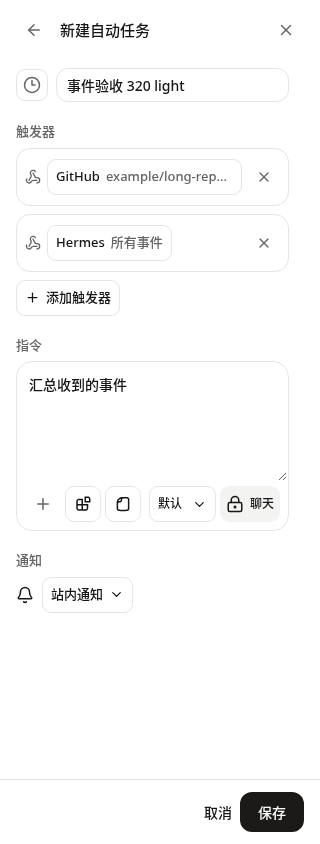 新建自动任务
事件验收 320 light
触发器
GitHub example/long-rep...
Hermes 所有事件
添加触发器
指令
汇总收到的事件
默认 聊天
通知
站内通知
取消 保存